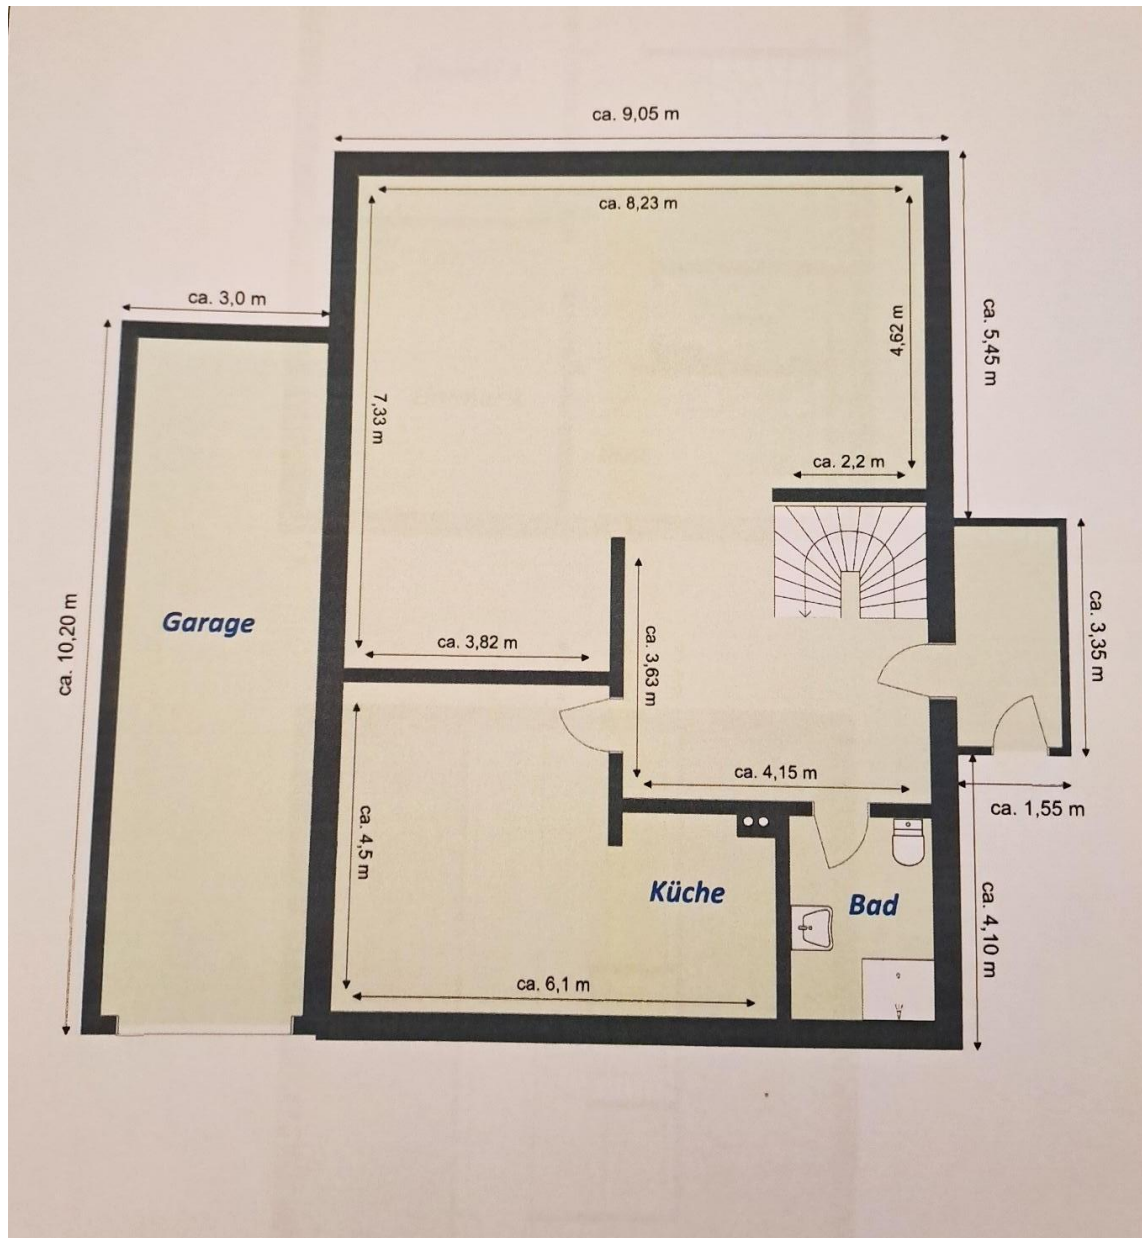 ca. 9,05 m
ca. 8,23 m
ca. 3,0 m
4,62 m
ca. 5,45 m
7,33 m
ca. 2,2 m
Garage
ca. 10,20 m
ca. 3,82 m
ca. 3,63 m
ca. 3,35 m
ca. 4,15 m
ca. 1,55 m
ca. 4,5 m
Küche
Bad
ca. 4,10 m
ca. 6,1 m